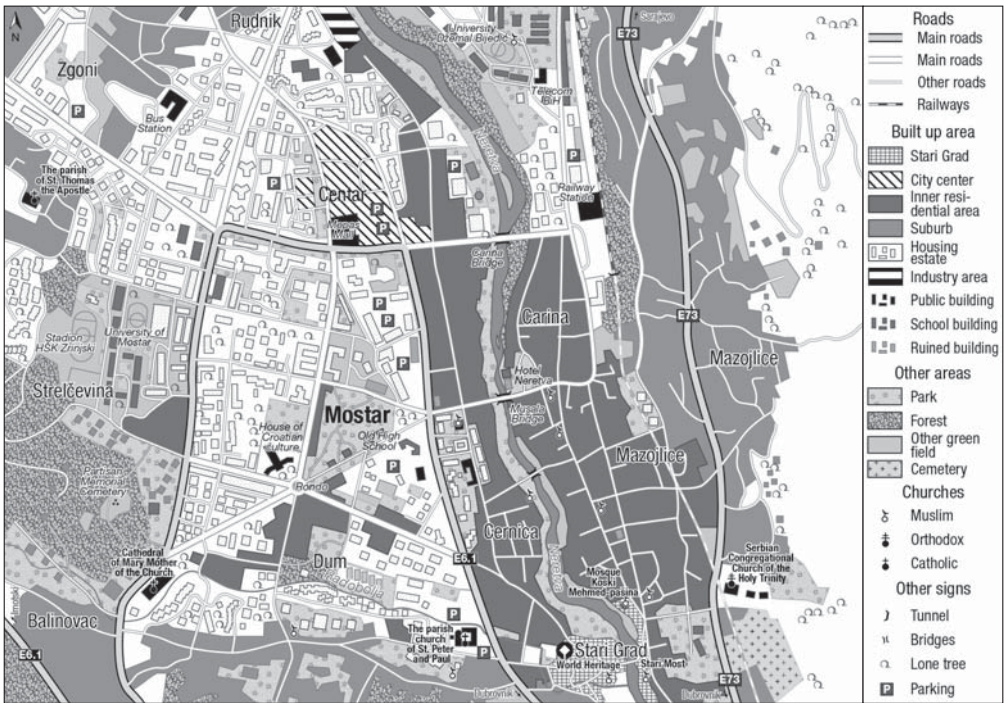 N
Rudnik
Zgoni
Bus
Station
P
The parish
of St. Thomas
the Apostle
P
Centar
P
P
P
University
Džemal Bijedić
Sarajevo
E73
Telecom
BiH
Neretva
P
P
Railway
Station
Carina
Bridge
Stadion
HŠK Zrinjski
University of
Mostar
Strelčevina
P
P
P
Carina
E73
Mazojlice
Hotel
Neretva
Musala
Bridge
Mostar
House of
Croatian
culture
Old High
School
P
Rondo
Partisan
Memorial
Cemetery
Mazojlice
Cernica
Neretva
E6.1
Cathedral
of Mary Mother
of the Church
Dum
Radobolja
Balinovac
E6.1
P
The parish
church
of St. Peter
and Paul
P
Mosque
Koski
Mehmed-pasina
Serbian
Congregational
Church of the
Holy Trinity
Stari Grad
World Heritage
Stari Most
Dubrovnik
Dubrovnik
E73
Roads
Main roads
Main roads
Other roads
Railways
Built up area
Stari Grad
City center
Inner resi-
dential area
Suburb
Housing
estate
Industry area
Public building
School building
Ruined building
Other areas
Park
Forest
Other green
field
Cemetery
Churches
Muslim
Orthodox
Catholic
Other signs
Tunnel
Bridges
Lone tree
P Parking